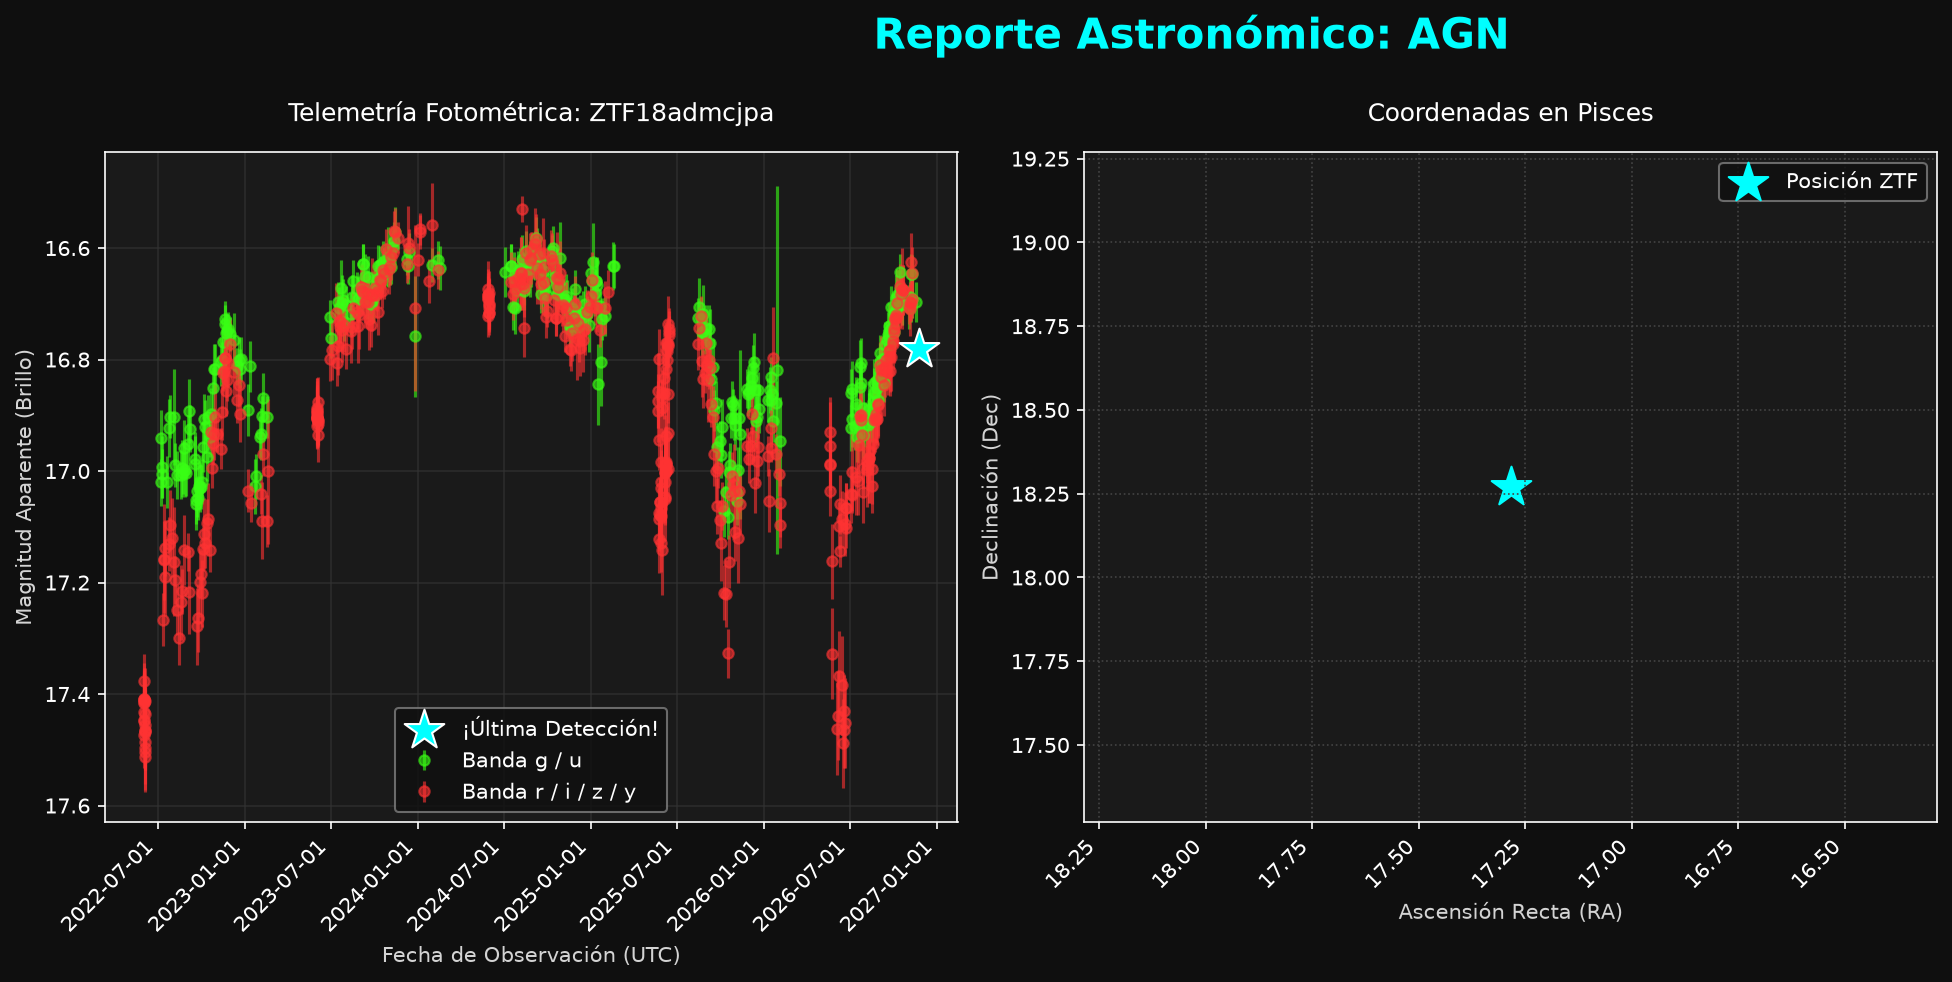 Reporte Astronómico: AGN
Telemetría Fotométrica: ZTF18admcjpa
Magnitud Aparente (Brillo)
16.6
16.8
17.0
17.2
17.4
17.6
¡Última Detección!
Banda g / u
Banda r / i / z / y
2022-07-01
2023-01-01
2023-07-01
2024-01-01
2024-07-01
2025-01-01
2025-07-01
2026-01-01
2026-07-01
2027-01-01
Fecha de Observación (UTC)
Coordenadas en Pisces
Declinación (Dec)
19.25
19.00
18.75
18.50
18.25
18.00
17.75
17.50
Posición ZTF
18.25
18.00
17.75
17.50
17.25
17.00
16.75
16.50
Ascensión Recta (RA)